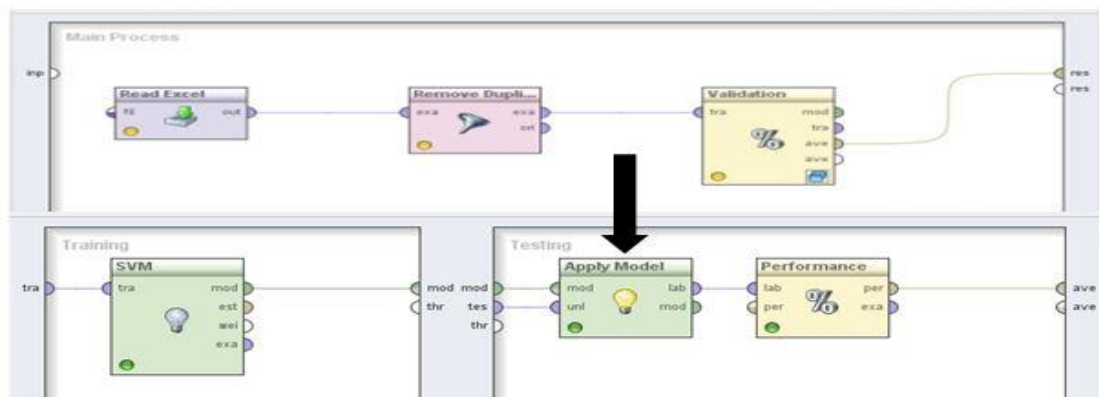 Main Process
inp
res
res
Read Excel
fil
out
Remove Dupli...
exa
exa
ori
Validation
tra
mod
tra
ave
ave
Training
tra
SVM
tra
mod
est
wei
exa
mod
thr
Testing
mod
tes
thr
Apply Model
mod
lab
unl
mod
Performance
lab
per
per
exa
ave
ave